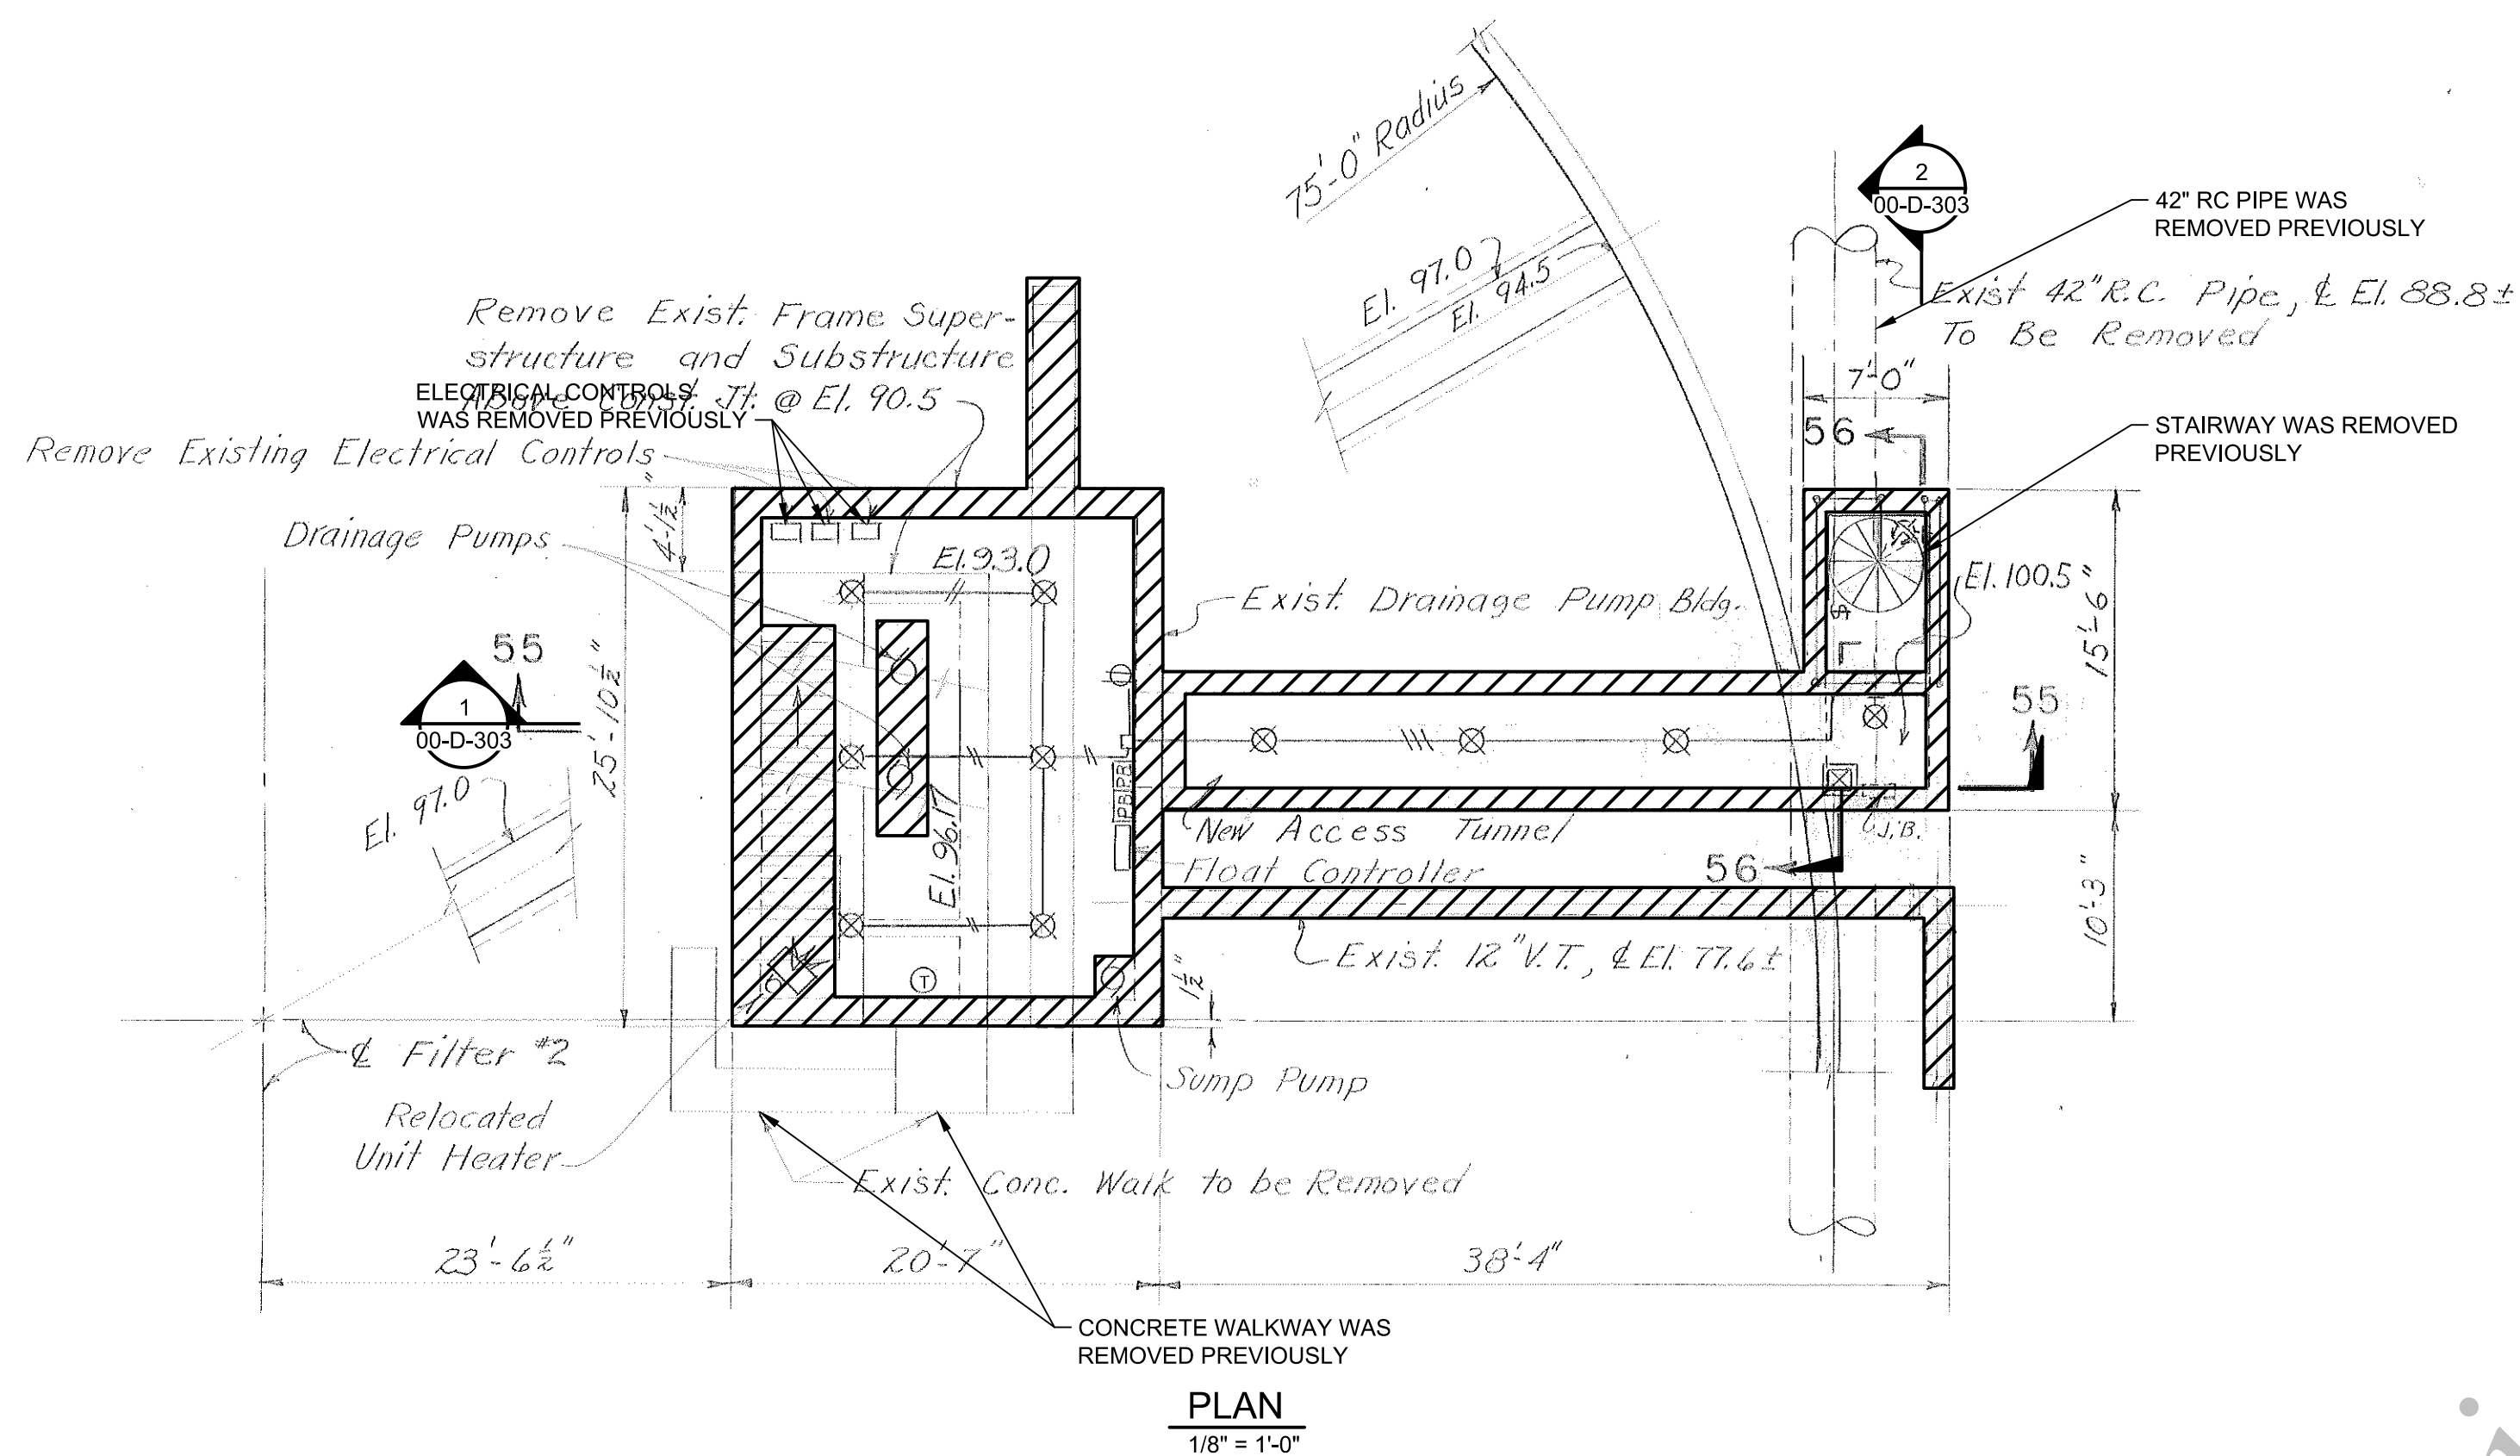 75'-0" Radius
2
00-D-303
42" RC PIPE WAS
REMOVED PREVIOUSLY
El. 97.0
El. 94.5
Exist 42" R.C. Pipe, ℄ El. 88.8±
To Be Removed
Remove Exist. Frame Super-
structure and Substructure
Above Const. Jt. @ El. 90.5
ELECTRICAL CONTROLS
WAS REMOVED PREVIOUSLY
7'-0"
56
STAIRWAY WAS REMOVED
PREVIOUSLY
Remove Existing Electrical Controls
4'-1½"
Drainage Pumps
El. 93.0
Exist. Drainage Pump Bldg.
El. 100.5
$
15'-6"
55
1
00-D-303
25'-10½"
55
El. 97.0
PB PB
El. 96.17
New Access Tunnel
J.B.
Float Controller
56
10'-3"
Exist. 12" V.T., ℄ El. 77.6±
T
1½"
℄ Filter #2
Sump Pump
Relocated
Unit Heater
Exist. Conc. Walk to be Removed
23'-6½"
20'-7"
38'-4"
CONCRETE WALKWAY WAS
REMOVED PREVIOUSLY
PLAN
1/8" = 1'-0"